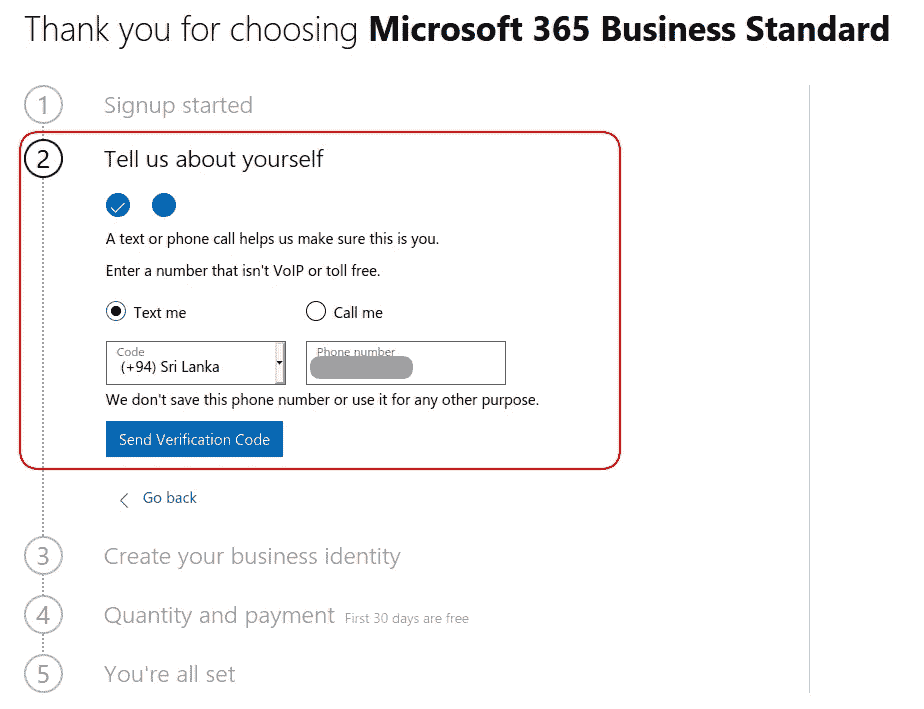 Thank you for choosing Microsoft 365 Business Standard
1 Signup started
2 Tell us about yourself
A text or phone call helps us make sure this is you.
Enter a number that isn't VoIP or toll free.
Text me Call me
Code Phone number
(+94) Sri Lanka
We don't save this phone number or use it for any other purpose.
Send Verification Code
Go back
3 Create your business identity
4 Quantity and payment First 30 days are free
5 You're all set